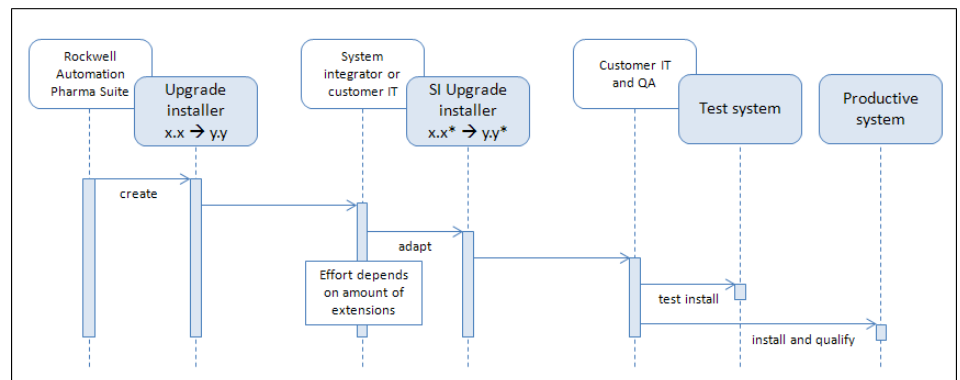 Rockwell
Automation
Pharma Suite
Upgrade
installer
x.x → y.y
System
integrator or
customer IT
SI Upgrade
installer
x.x* → y.y*
Customer IT
and QA
Test system
Productive
system
create
adapt
Effort depends
on amount of
extensions
test install
install and qualify